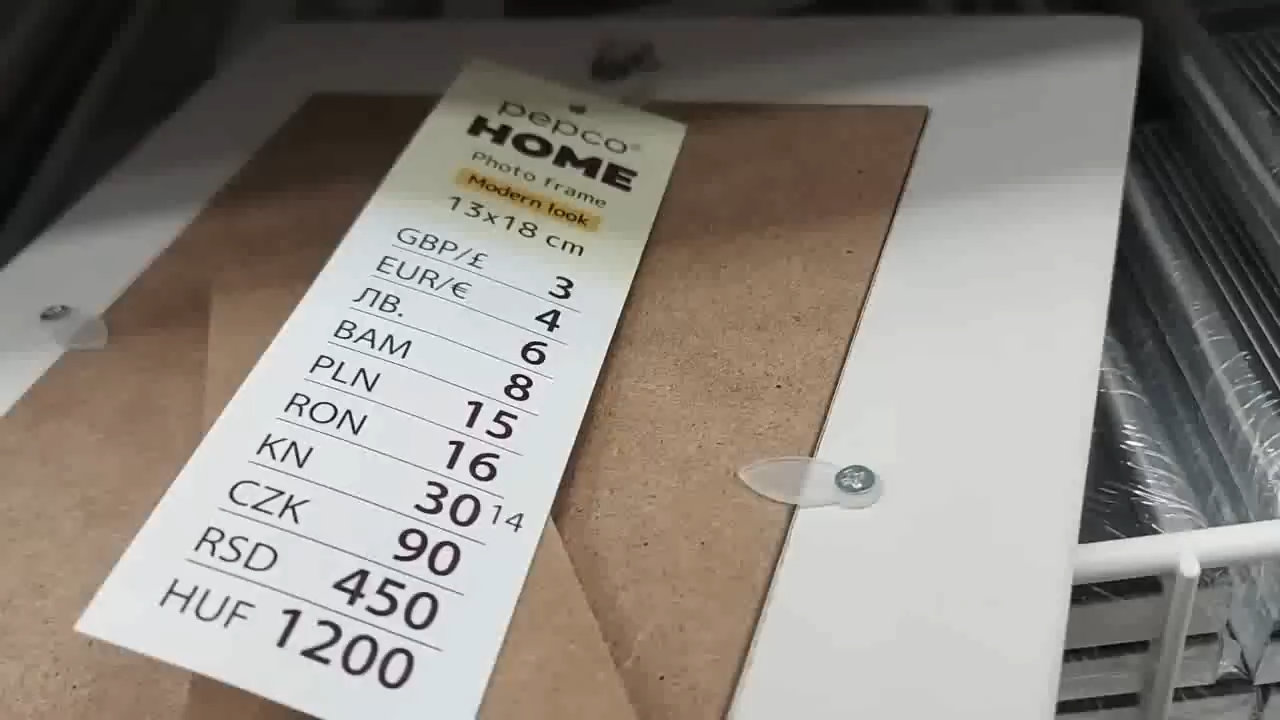 pepco®
HOME
Photo frame
Modern look
13x18 cm
GBP/£ 3
EUR/€ 4
ЛВ. 6
BAM 8
PLN 15
RON 16
KN 30 14
CZK 90
RSD 450
HUF 1200